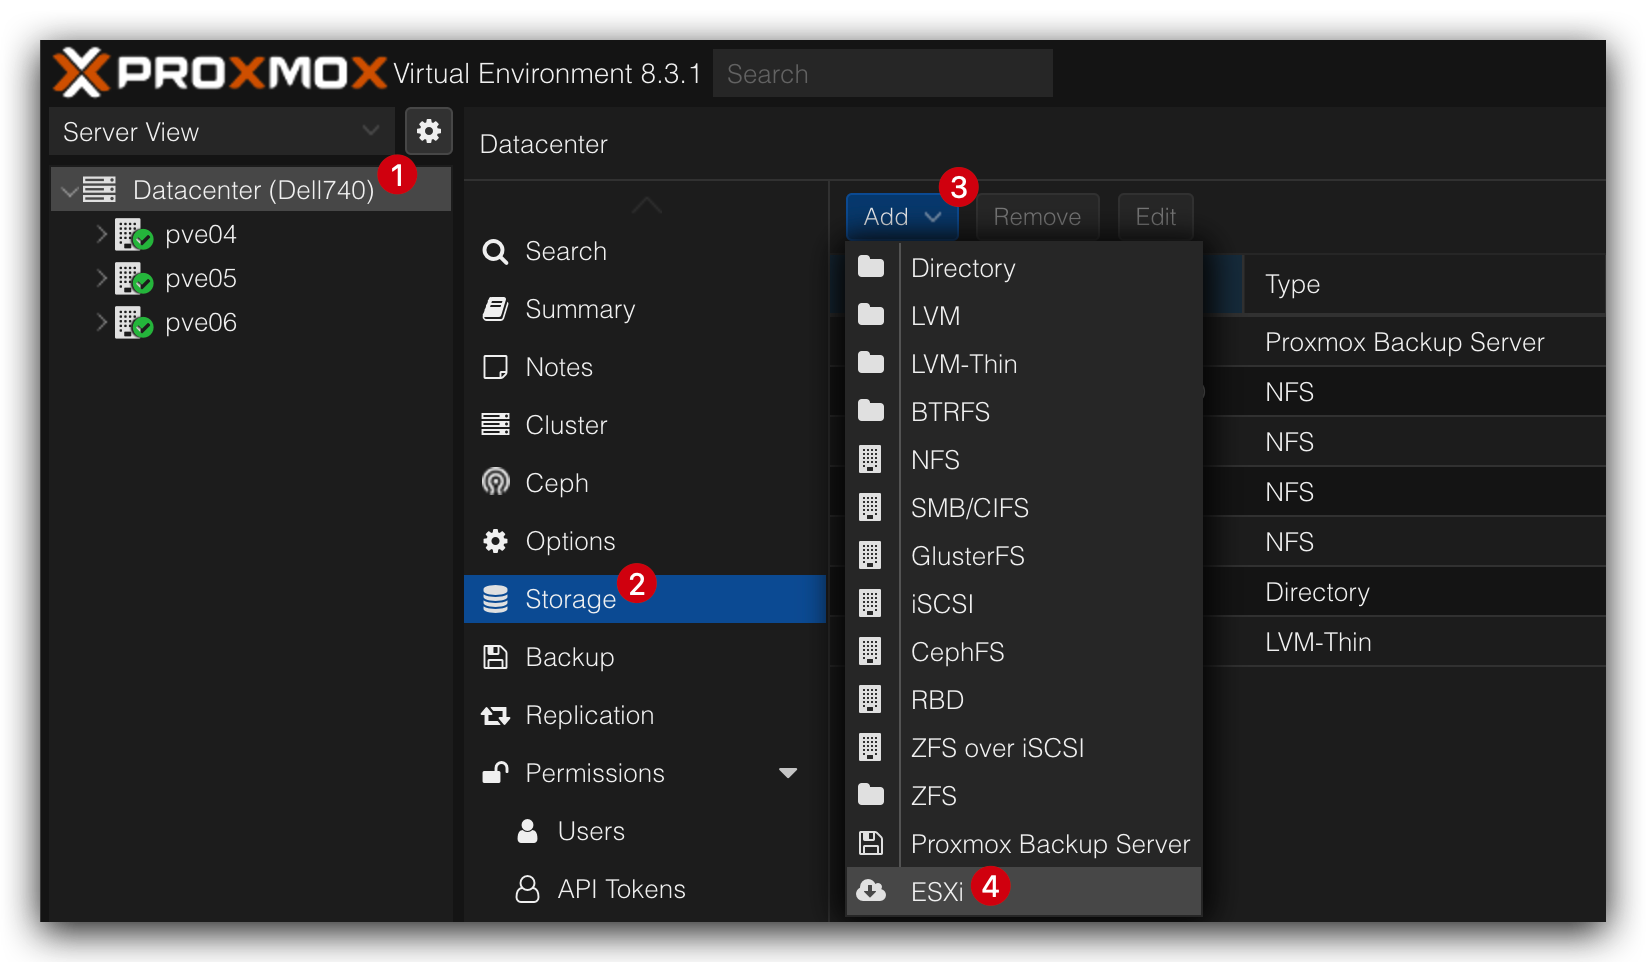 PROXMOX Virtual Environment 8.3.1 Search
Server View
Datacenter (Dell740) 1
pve04
pve05
pve06
Datacenter
Search
Summary
Notes
Cluster
Ceph
Options
Storage 2
Backup
Replication
Permissions
Users
API Tokens
Add 3 Remove Edit
Directory
LVM
LVM-Thin
BTRFS
NFS
SMB/CIFS
GlusterFS
iSCSI
CephFS
RBD
ZFS over iSCSI
ZFS
Proxmox Backup Server
ESXi 4
Type
Proxmox Backup Server
NFS
NFS
NFS
NFS
Directory
LVM-Thin